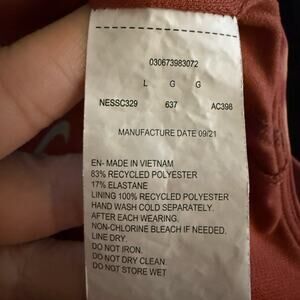 030673983072
L G G
NESSC329 637 AC398
MANUFACTURE DATE 09/21
EN- MADE IN VIETNAM
83% RECYCLED POLYESTER
17% ELASTANE
LINING 100% RECYCLED POLYESTER
HAND WASH COLD SEPARATELY.
AFTER EACH WEARING.
NON-CHLORINE BLEACH IF NEEDED.
LINE DRY.
DO NOT IRON.
DO NOT DRY CLEAN.
DO NOT STORE WET